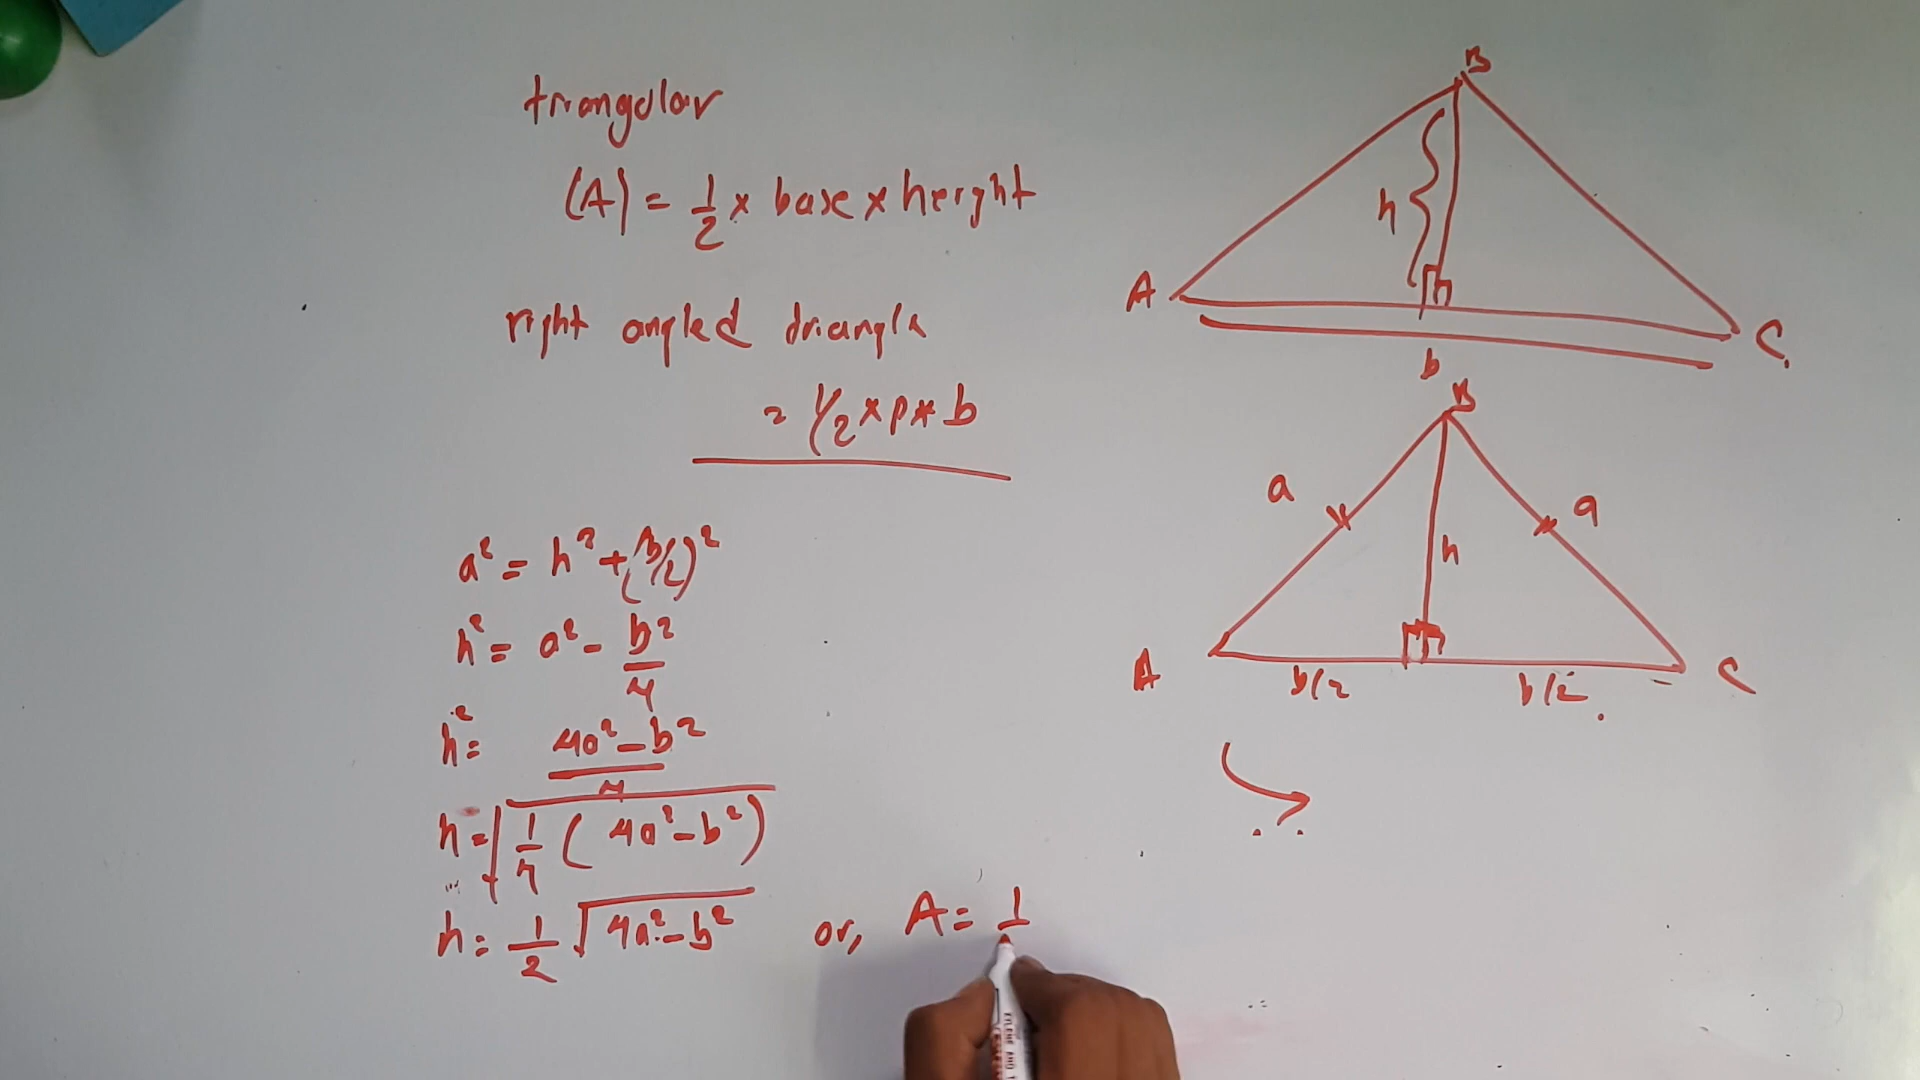 triangular
(A) = 1/2 × base × height
right angled driangle
= 1/2 × p × b
a² = h² + (b/2)²
h² = a² - b²/4
h² = 4a² - b²/4
h = √1/4 (4a² - b²)
h = 1/2 √4a² - b² or, A = 1
B
h
A
C
b
B
a
a
h
A
b/2
b/2
C